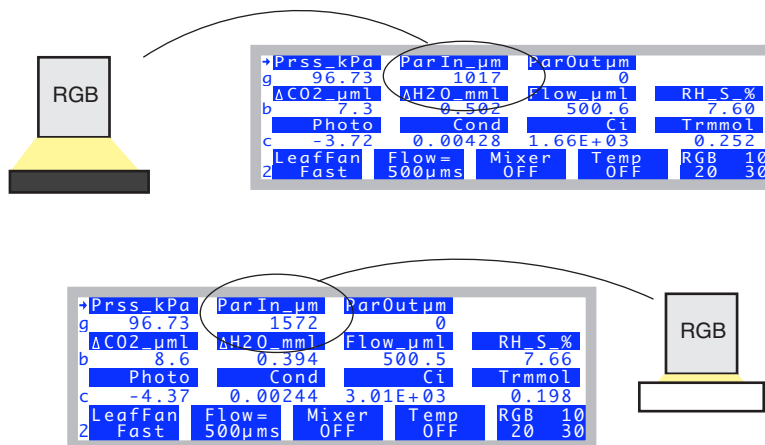 RGB
→Prss_kPa ParIn_µm ParOutµm
g 96.73 1017 0
ΔCO2_µml ΔH2O_mml Flow_µml RH_S_%
b 7.3 0.502 500.6 7.60
Photo Cond Ci Trmmol
c -3.72 0.00428 1.66E+03 0.252
LeafFan Flow= Mixer Temp RGB 10
2 Fast 500µms OFF OFF 20 30
→Prss_kPa ParIn_µm ParOutµm
g 96.73 1572 0
ΔCO2_µml ΔH2O_mml Flow_µml RH_S_%
b 8.6 0.394 500.5 7.66
Photo Cond Ci Trmmol
c -4.37 0.00244 3.01E+03 0.198
LeafFan Flow= Mixer Temp RGB 10
2 Fast 500µms OFF OFF 20 30
RGB